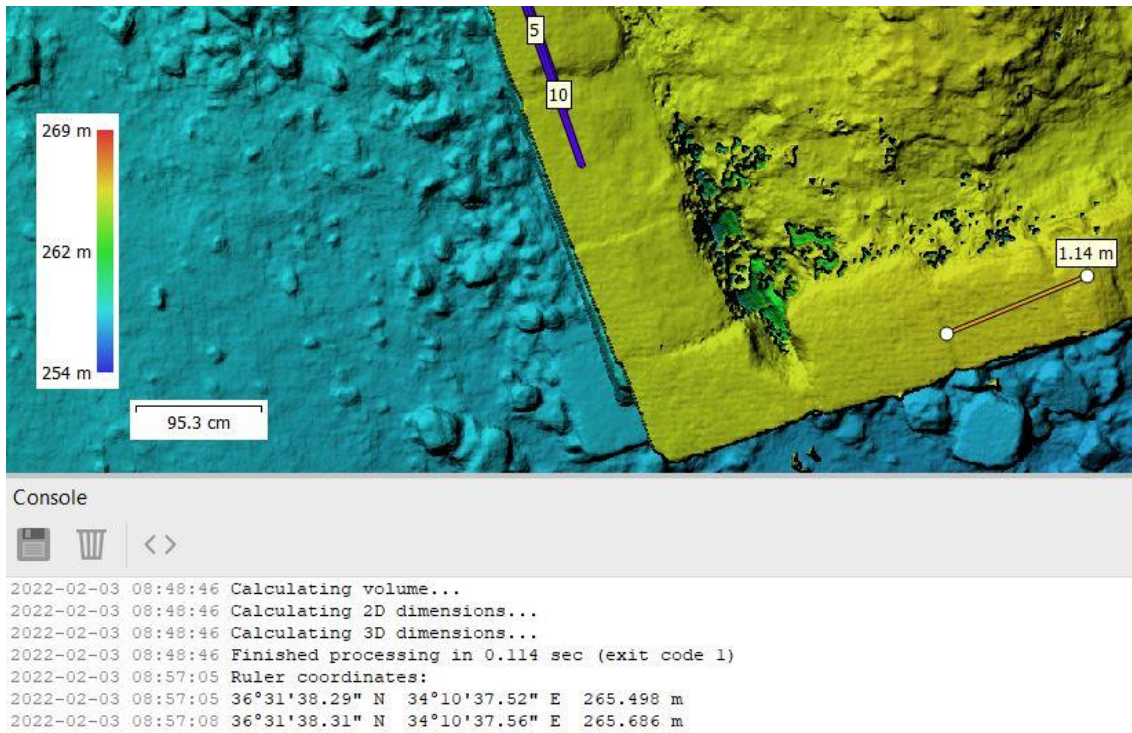 5
10
269 m
262 m
254 m
1.14 m
95.3 cm
Console
2022-02-03 08:48:46 Calculating volume...
2022-02-03 08:48:46 Calculating 2D dimensions...
2022-02-03 08:48:46 Calculating 3D dimensions...
2022-02-03 08:48:46 Finished processing in 0.114 sec (exit code 1)
2022-02-03 08:57:05 Ruler coordinates:
2022-02-03 08:57:05 36°31'38.29" N 34°10'37.52" E 265.498 m
2022-02-03 08:57:08 36°31'38.31" N 34°10'37.56" E 265.686 m